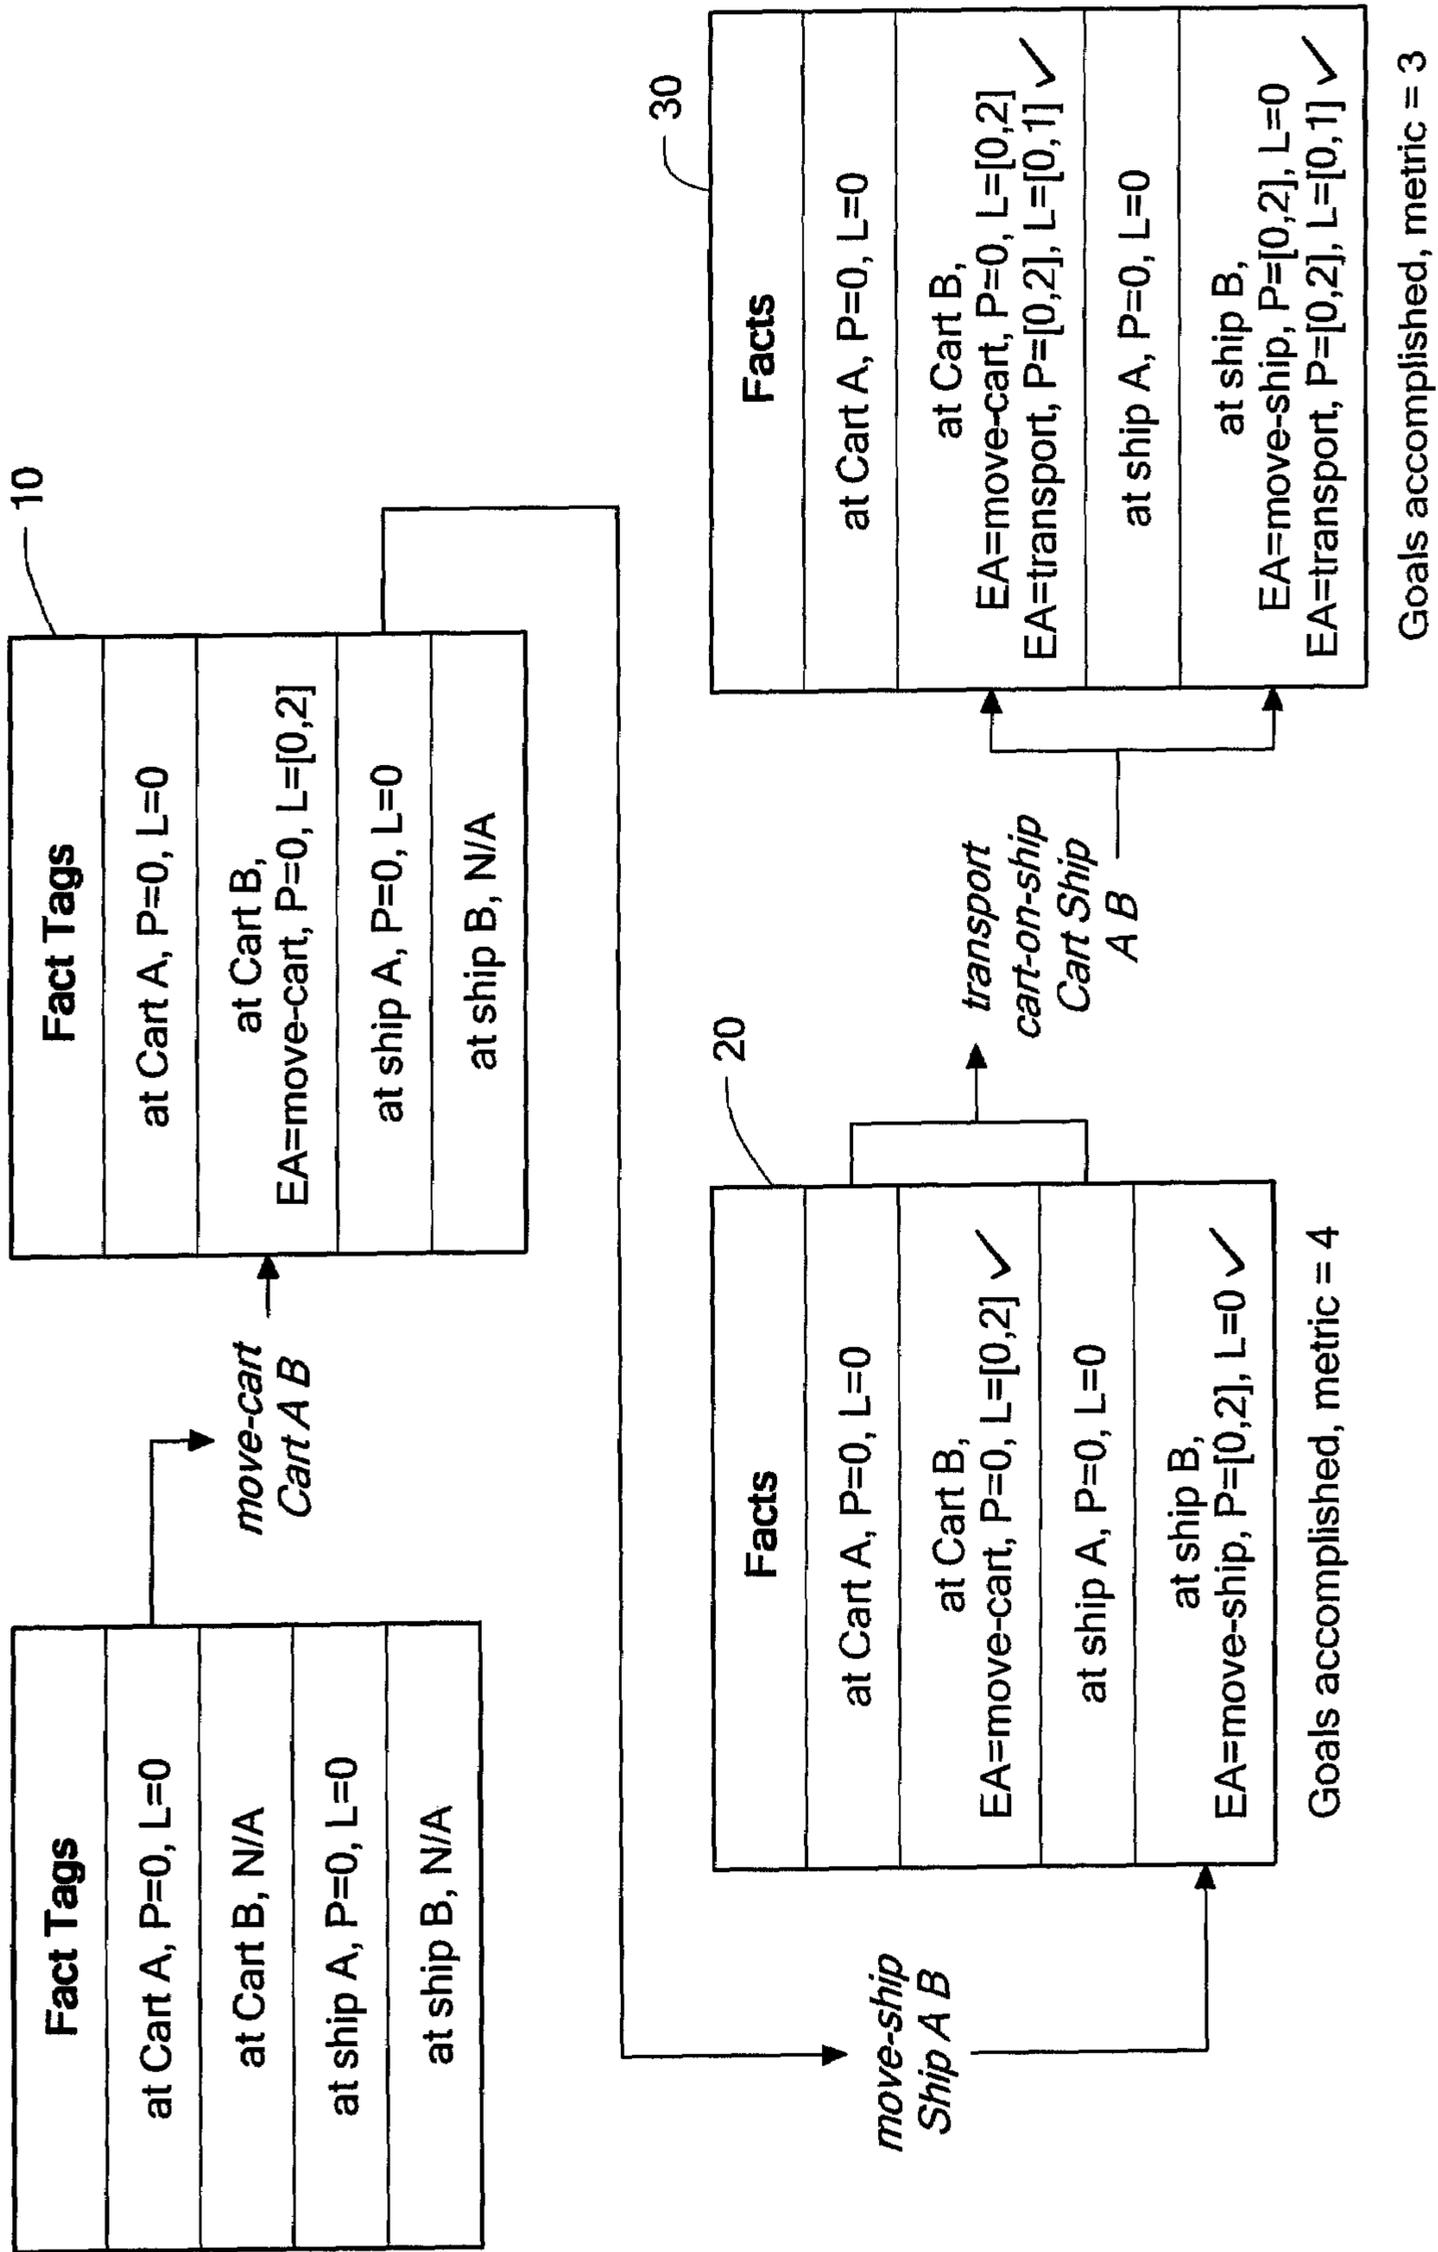 Fact Tags
at Cart A, P=0, L=0
at Cart B, N/A
at ship A, P=0, L=0
at ship B, N/A
move-cart
Cart A B
10
Fact Tags
at Cart A, P=0, L=0
at Cart B,
EA=move-cart, P=0, L=[0,2]
at ship A, P=0, L=0
at ship B, N/A
move-ship
Ship A B
20
Facts
at Cart A, P=0, L=0
at Cart B,
EA=move-cart, P=0, L=[0,2] ✓
at ship A, P=0, L=0
at ship B,
EA=move-ship, P=[0,2], L=0 ✓
Goals accomplished, metric = 4
transport
cart-on-ship
Cart Ship
A B
30
Facts
at Cart A, P=0, L=0
at Cart B,
EA=move-cart, P=0, L=[0,2]
EA=transport, P=[0,2], L=[0,1] ✓
at ship A, P=0, L=0
at ship B,
EA=move-ship, P=[0,2], L=0
EA=transport, P=[0,2], L=[0,1] ✓
Goals accomplished, metric = 3